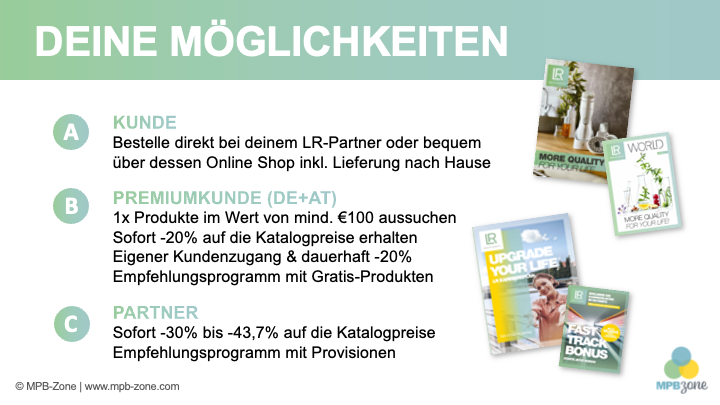 DEINE MÖGLICHKEITEN
A
KUNDE
Bestelle direkt bei deinem LR-Partner oder bequem
über dessen Online Shop inkl. Lieferung nach Hause
B
PREMIUMKUNDE (DE+AT)
1x Produkte im Wert von mind. €100 aussuchen
Sofort -20% auf die Katalogpreise erhalten
Eigener Kundenzugang & dauerhaft -20%
Empfehlungsprogramm mit Gratis-Produkten
C
PARTNER
Sofort -30% bis -43,7% auf die Katalogpreise
Empfehlungsprogramm mit Provisionen
LR
MORE QUALITY
FOR YOUR LIFE
LR
WORLD
MORE QUALITY
FOR YOUR LIFE!
LR
UPGRADE
YOUR LIFE
LR
FAST
TRACK
BONUS
© MPB-Zone | www.mpb-zone.com
MPBzone